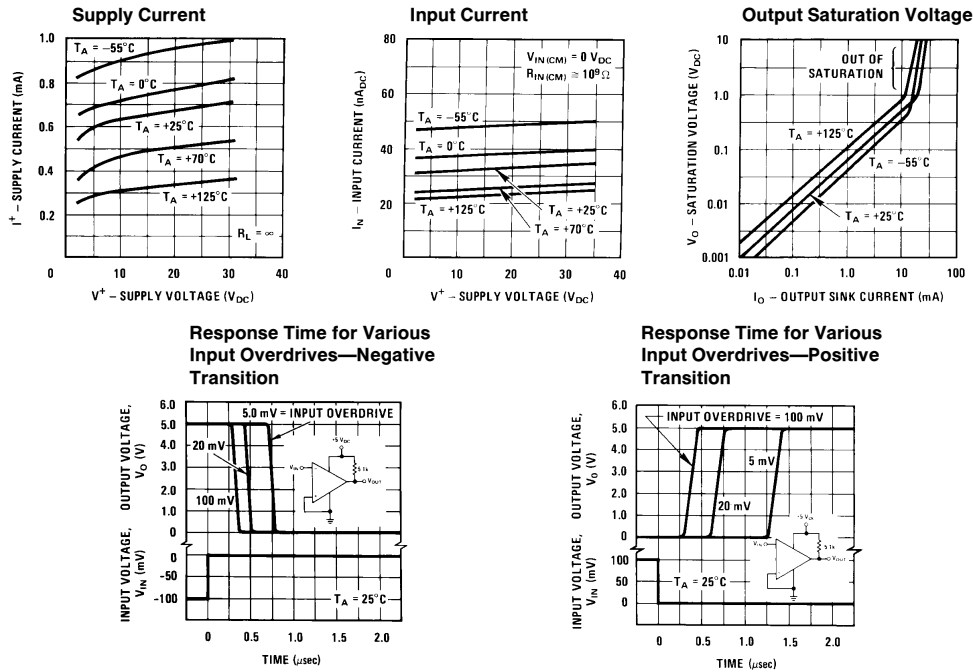 Supply Current
1.0
0.8
0.6
0.4
0.2
0
0
10
20
30
40
I⁺ – SUPPLY CURRENT (mA)
T_A = –55°C
T_A = 0°C
T_A = +25°C
T_A = +70°C
T_A = +125°C
R_L = ∞
V⁺ – SUPPLY VOLTAGE (V_DC)
Input Current
80
60
40
20
0
0
10
20
30
40
I_IN – INPUT CURRENT (nA_DC)
V_IN (CM) = 0 V_DC
R_IN (CM) ≅ 10⁹ Ω
T_A = –55°C
T_A = 0°C
T_A = +125°C
T_A = +25°C
T_A = +70°C
V⁺ – SUPPLY VOLTAGE (V_DC)
Output Saturation Voltage
10
1.0
0.1
0.01
0.001
0.01
0.1
1.0
10
100
V_O – SATURATION VOLTAGE (V_DC)
OUT OF
SATURATION
T_A = +125°C
T_A = –55°C
T_A = +25°C
I_O – OUTPUT SINK CURRENT (mA)
Response Time for Various
Input Overdrives—Negative
Transition
6.0
5.0
4.0
3.0
2.0
1.0
0
OUTPUT VOLTAGE,
V_O (V)
5.0 mV = INPUT OVERDRIVE
20 mV
100 mV
+5 V_DC
V_IN
5.1k
V_OUT
0
-50
-100
INPUT VOLTAGE,
V_IN (mV)
T_A = 25°C
0
0.5
1.0
1.5
2.0
TIME (μsec)
Response Time for Various
Input Overdrives—Positive
Transition
6.0
5.0
4.0
3.0
2.0
1.0
0
OUTPUT VOLTAGE,
V_O (V)
INPUT OVERDRIVE = 100 mV
5 mV
20 mV
+5 V_DC
V_IN
5.1k
V_OUT
100
50
0
INPUT VOLTAGE,
V_IN (mV)
T_A = 25°C
0
0.5
1.0
1.5
2.0
TIME (μsec)